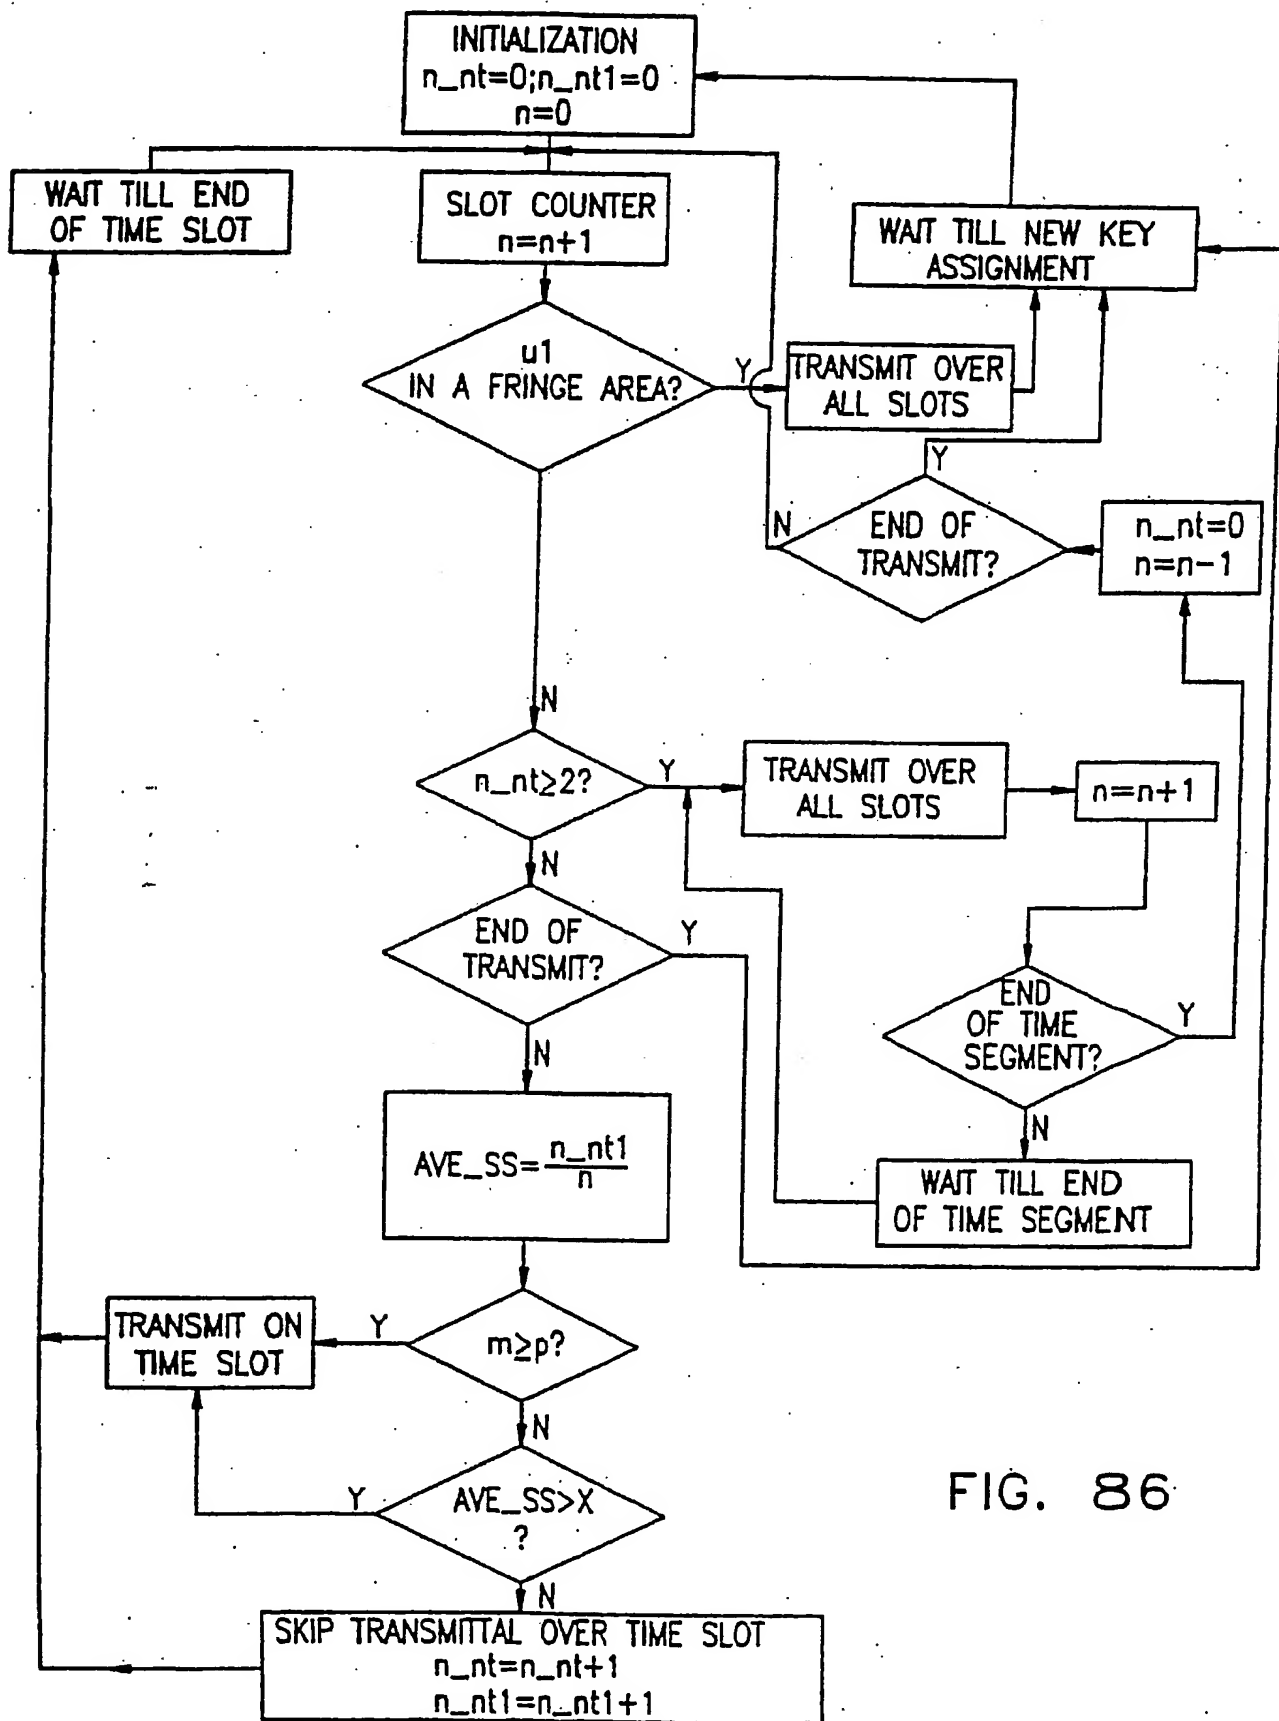 INITIALIZATION
n_nt=0;n_nt1=0
n=0
WAIT TILL END
OF TIME SLOT
SLOT COUNTER
n=n+1
WAIT TILL NEW KEY
ASSIGNMENT
u1
IN A FRINGE AREA?
Y
TRANSMIT OVER
ALL SLOTS
Y
N
END OF
TRANSMIT?
n_nt=0
n=n-1
N
n_nt≥2?
Y
TRANSMIT OVER
ALL SLOTS
n=n+1
N
END OF
TRANSMIT?
Y
END
OF TIME
SEGMENT?
Y
N
N
AVE_SS=n_nt1/n
WAIT TILL END
OF TIME SEGMENT
TRANSMIT ON
TIME SLOT
Y
m≥p?
N
Y
AVE_SS>X
?
N
SKIP TRANSMITTAL OVER TIME SLOT
n_nt=n_nt+1
n_nt1=n_nt1+1
FIG. 86